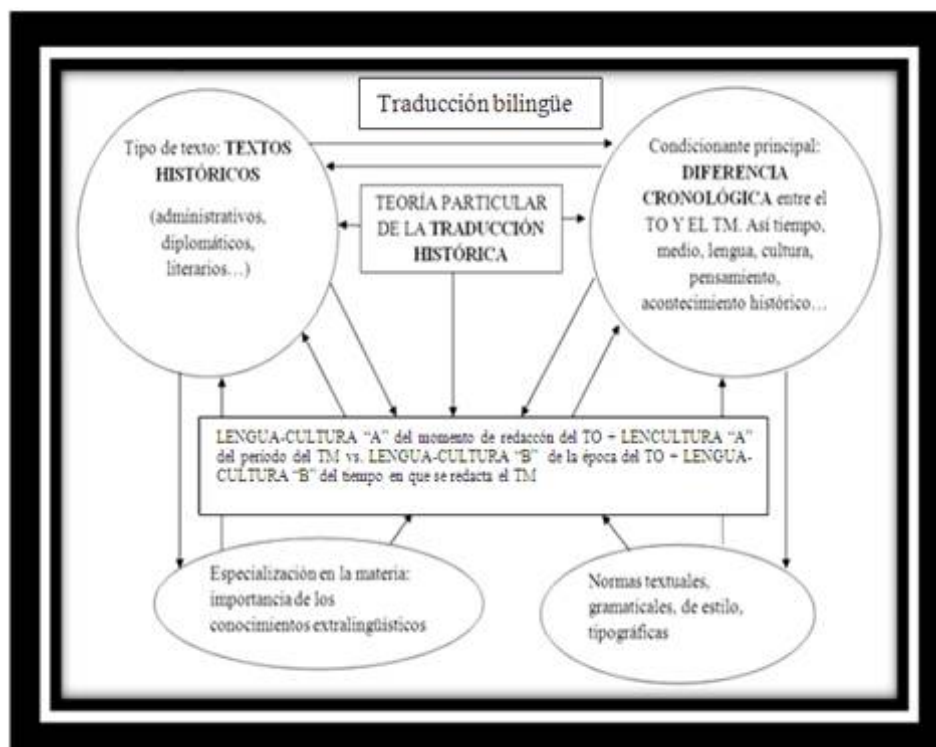 Traducción bilingüe
Tipo de texto: TEXTOS
HISTÓRICOS
(administrativos,
diplomáticos,
literarios…)
TEORÍA PARTICULAR
DE LA TRADUCCIÓN
HISTÓRICA
Condicionante principal:
DIFERENCIA
CRONOLÓGICA entre el
TO Y EL TM. Así tiempo,
medio, lengua, cultura,
pensamiento,
acontecimiento histórico…
LENGUA-CULTURA “A” del momento de redaccón del TO + LENCULTURA “A”
del período del TM vs. LENGUA-CULTURA “B” de la época del TO + LENGUA-
CULTURA “B” del tiempo en que se redacta el TM
Especialización en la materia:
importancia de los
conocimientos extralingüísticos
Normas textuales,
gramaticales, de estilo,
tipográficas